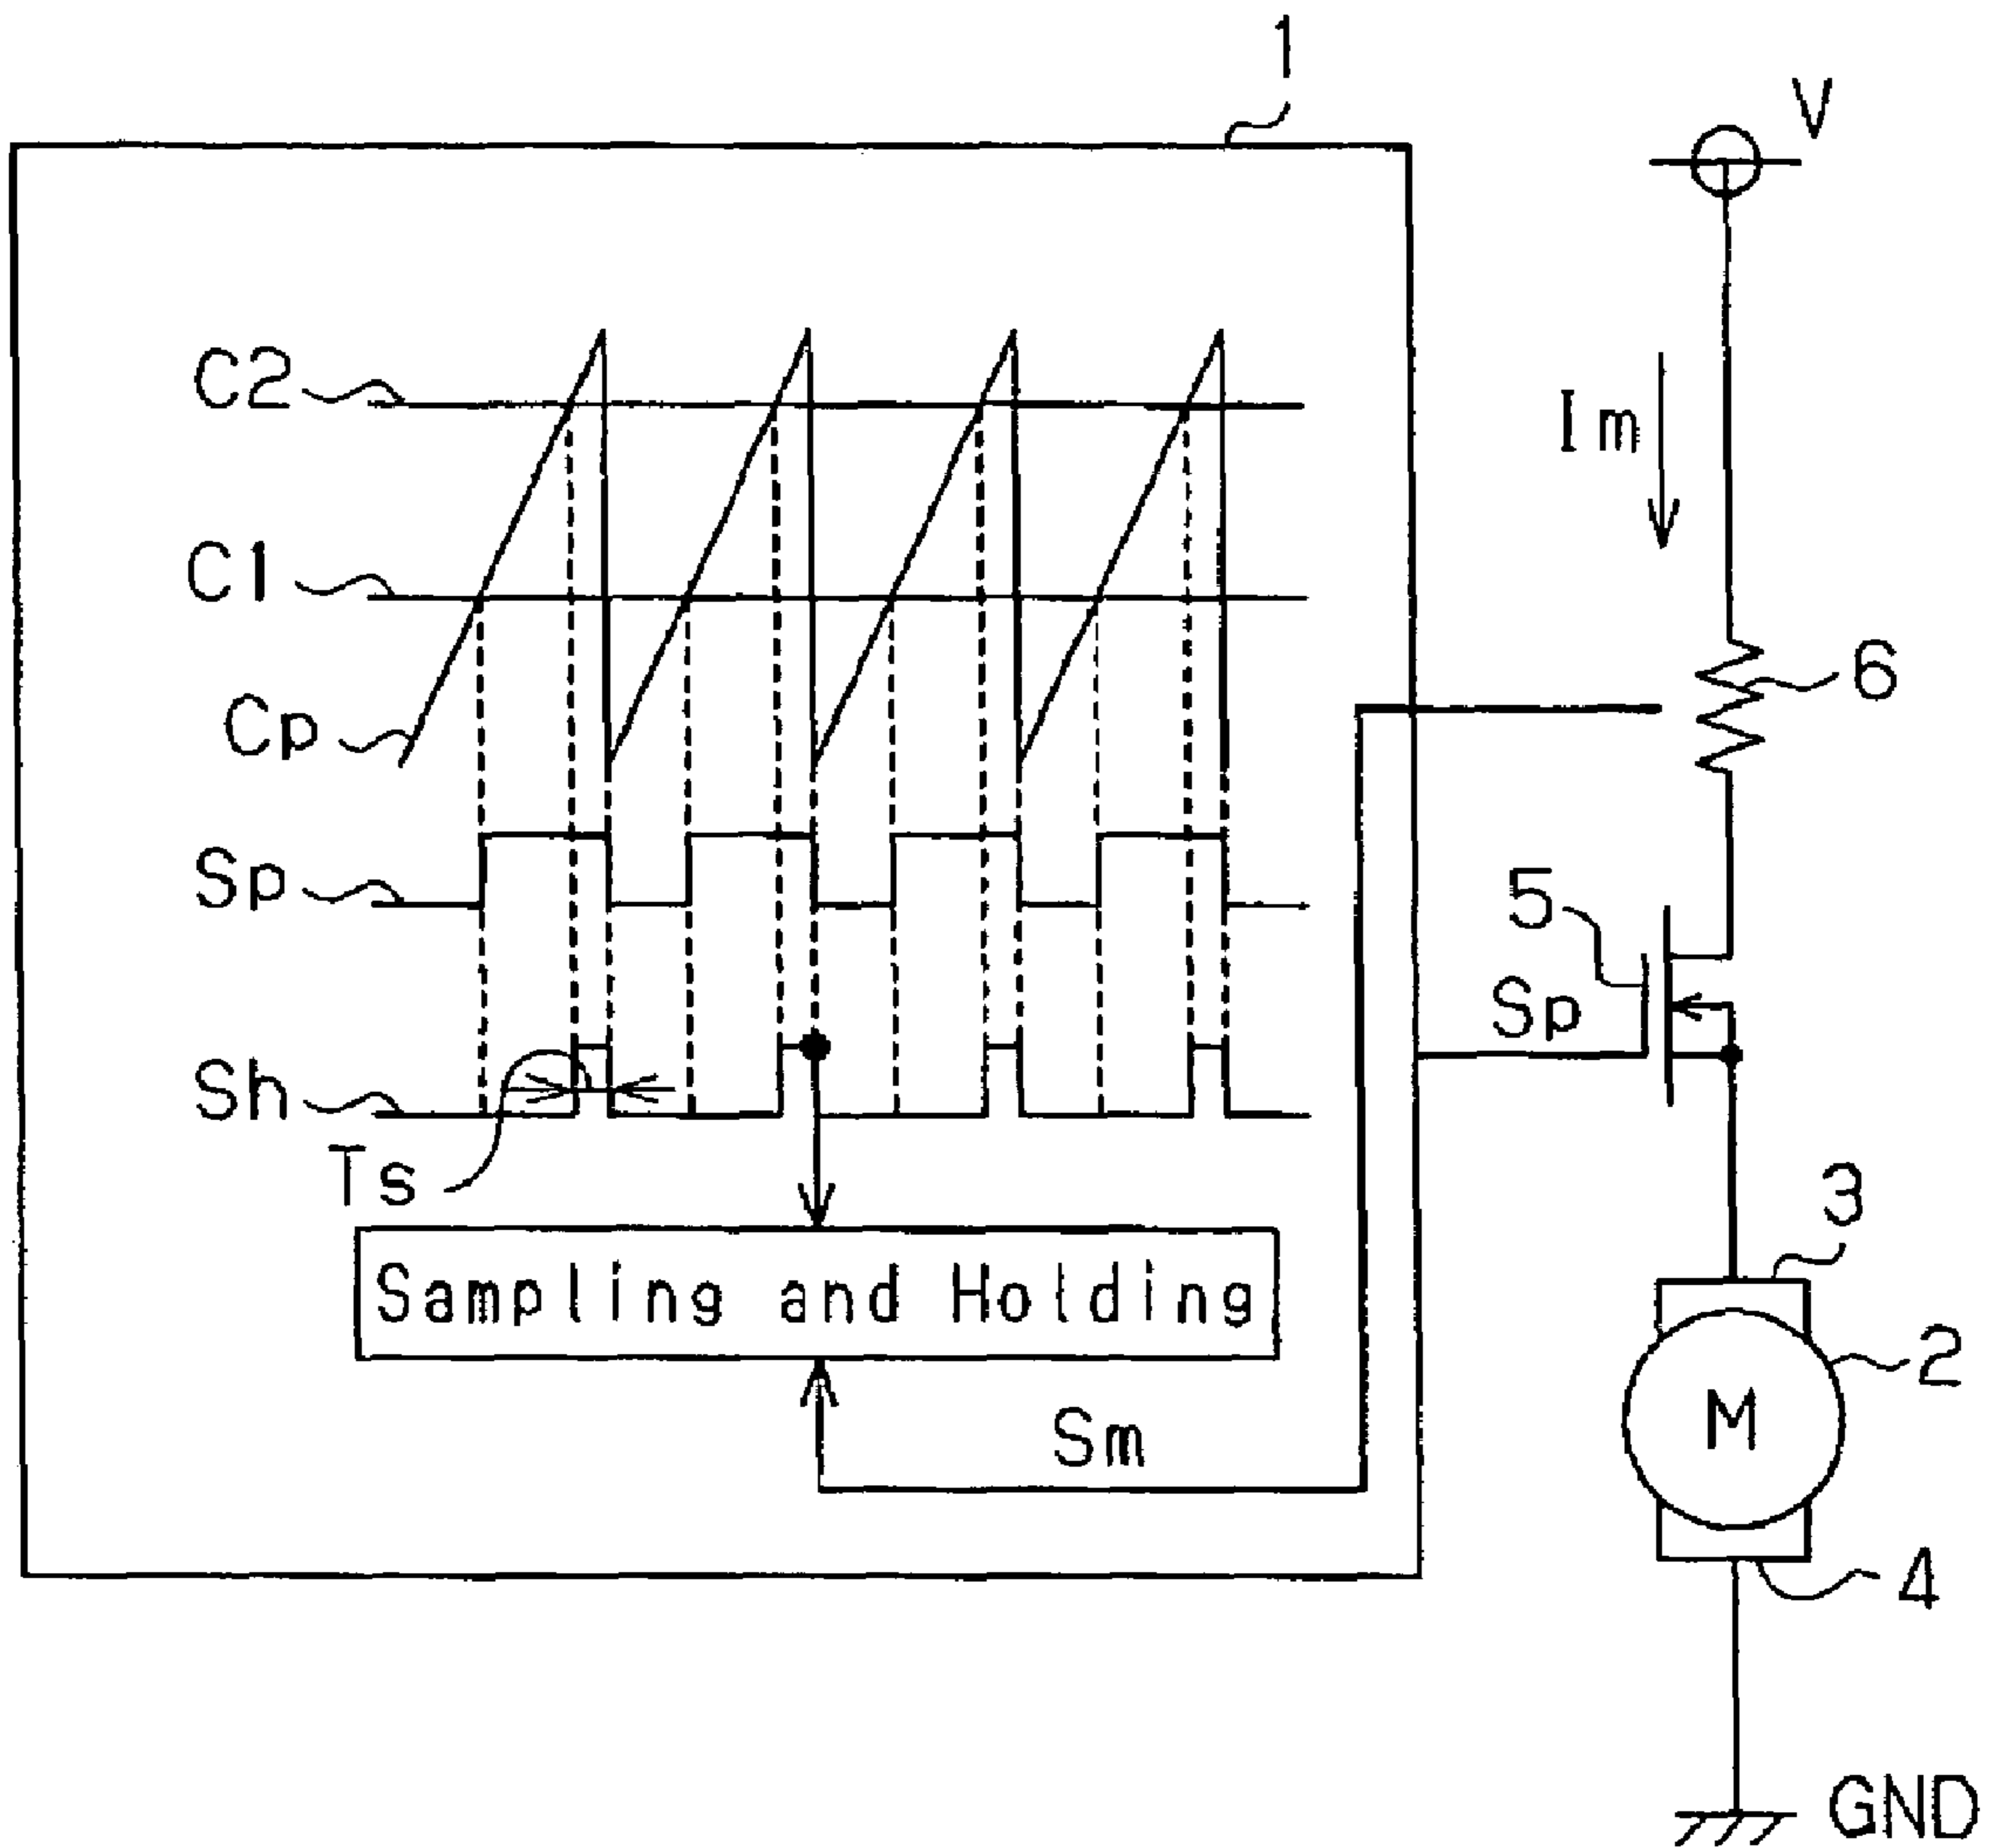 1
V
C2
Im
C1
6
Cp
Sp
5
Sp
Sh
Ts
3
Sampling and Holding
2
M
Sm
4
GND